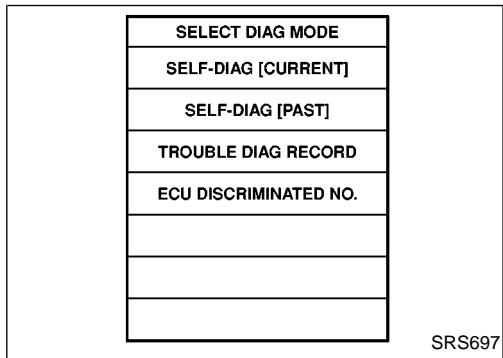 SELECT DIAG MODE
SELF-DIAG [CURRENT]
SELF-DIAG [PAST]
TROUBLE DIAG RECORD
ECU DISCRIMINATED NO.
SRS697